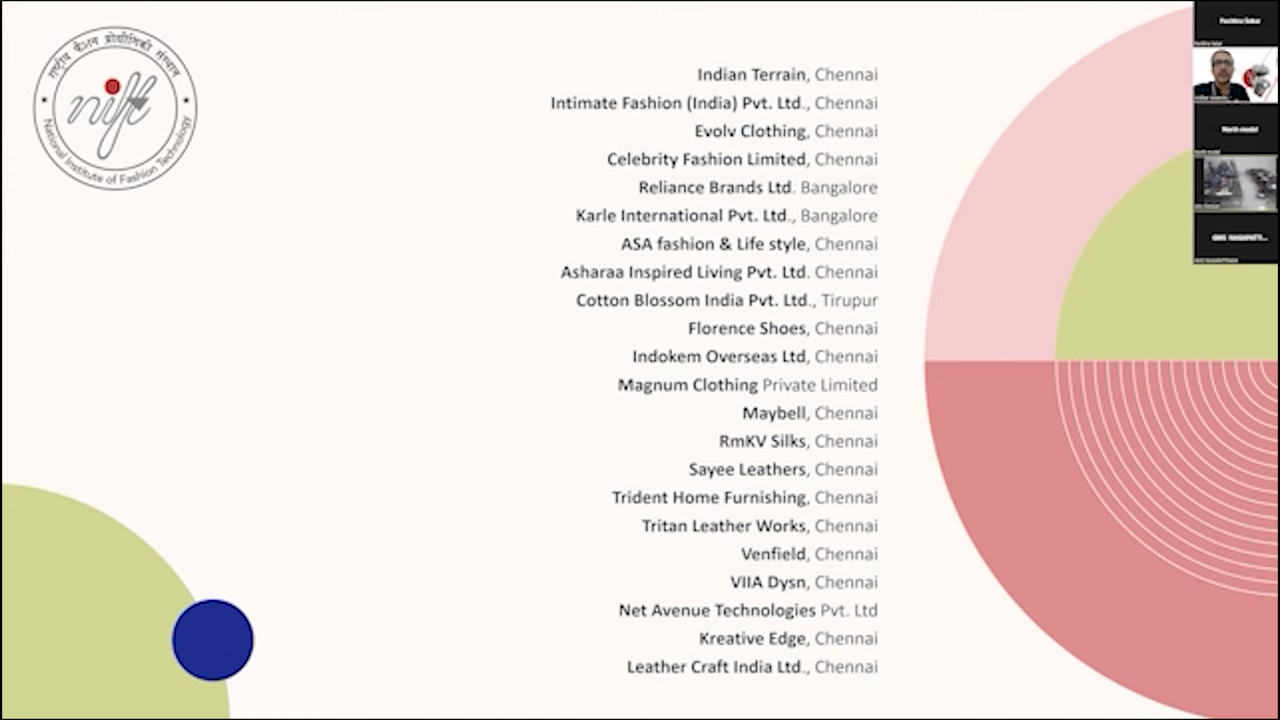 राष्ट्रीय फैशन प्रौद्योगिकी संस्थान
nift
National Institute of Fashion Technology
Indian Terrain, Chennai
Intimate Fashion (India) Pvt. Ltd., Chennai
Evolv Clothing, Chennai
Celebrity Fashion Limited, Chennai
Reliance Brands Ltd. Bangalore
Karle International Pvt. Ltd., Bangalore
ASA fashion & Life style, Chennai
Asharaa Inspired Living Pvt. Ltd. Chennai
Cotton Blossom India Pvt. Ltd., Tirupur
Florence Shoes, Chennai
Indokem Overseas Ltd, Chennai
Magnum Clothing Private Limited
Maybell, Chennai
RmKV Silks, Chennai
Sayee Leathers, Chennai
Trident Home Furnishing, Chennai
Tritan Leather Works, Chennai
Venfield, Chennai
VIIA Dysn, Chennai
Net Avenue Technologies Pvt. Ltd
Kreative Edge, Chennai
Leather Craft India Ltd., Chennai